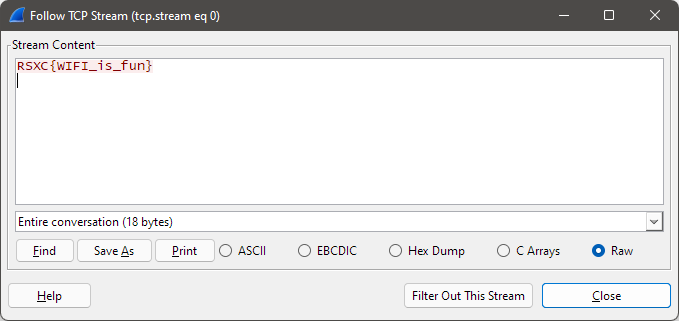 Follow TCP Stream (tcp.stream eq 0)
Stream Content
RSXC{WIFI_is_fun}
Entire conversation (18 bytes)
Find Save As Print ASCII EBCDIC Hex Dump C Arrays Raw
Help Filter Out This Stream Close